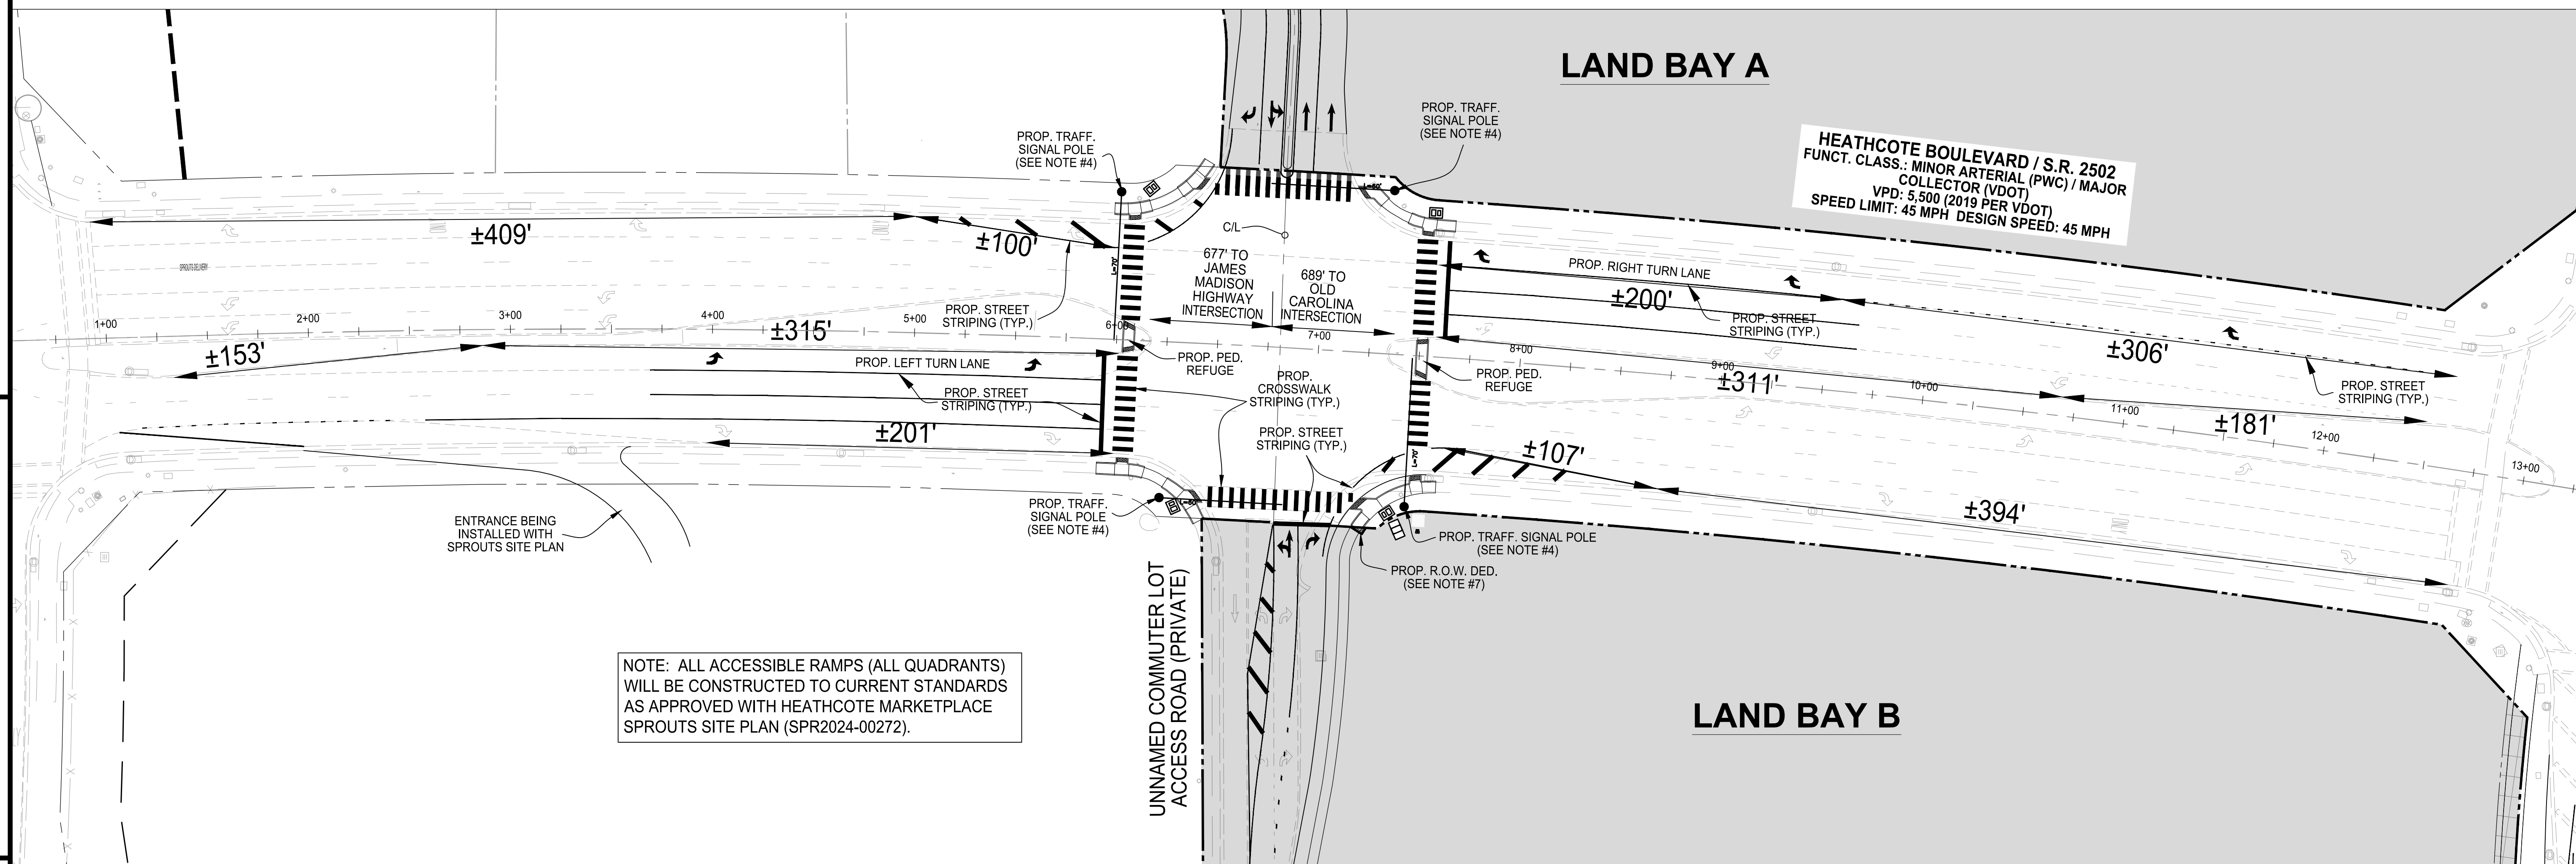 LAND BAY A
HEATHCOTE BOULEVARD / S.R. 2502
FUNCT. CLASS.: MINOR ARTERIAL (PWC) / MAJOR
COLLECTOR (VDOT)
VPD: 5,500 (2019 PER VDOT)
SPEED LIMIT: 45 MPH DESIGN SPEED: 45 MPH
PROP. TRAFF.
SIGNAL POLE
(SEE NOTE #4)
PROP. TRAFF.
SIGNAL POLE
(SEE NOTE #4)
L=60'
±409'
±100'
C/L
677' TO
JAMES
MADISON
HIGHWAY
INTERSECTION
689' TO
OLD
CAROLINA
INTERSECTION
L=70'
SPROUTS DELIVERY
PROP. RIGHT TURN LANE
±200'
PROP. STREET
STRIPING (TYP.)
PROP. STREET
STRIPING (TYP.)
1+00
2+00
3+00
4+00
5+00
6+00
7+00
8+00
9+00
10+00
11+00
12+00
13+00
±153'
±315'
PROP. LEFT TURN LANE
PROP. STREET
STRIPING (TYP.)
±201'
PROP. PED.
REFUGE
PROP.
CROSSWALK
STRIPING (TYP.)
PROP. STREET
STRIPING (TYP.)
PROP. PED.
REFUGE
±311'
±306'
±181'
PROP. STREET
STRIPING (TYP.)
L=70'
±107'
±394'
ENTRANCE BEING
INSTALLED WITH
SPROUTS SITE PLAN
PROP. TRAFF.
SIGNAL POLE
(SEE NOTE #4)
L=60'
PROP. TRAFF. SIGNAL POLE
(SEE NOTE #4)
PROP. R.O.W. DED.
(SEE NOTE #7)
UNNAMED COMMUTER LOT
ACCESS ROAD (PRIVATE)
NOTE: ALL ACCESSIBLE RAMPS (ALL QUADRANTS)
WILL BE CONSTRUCTED TO CURRENT STANDARDS
AS APPROVED WITH HEATHCOTE MARKETPLACE
SPROUTS SITE PLAN (SPR2024-00272).
LAND BAY B